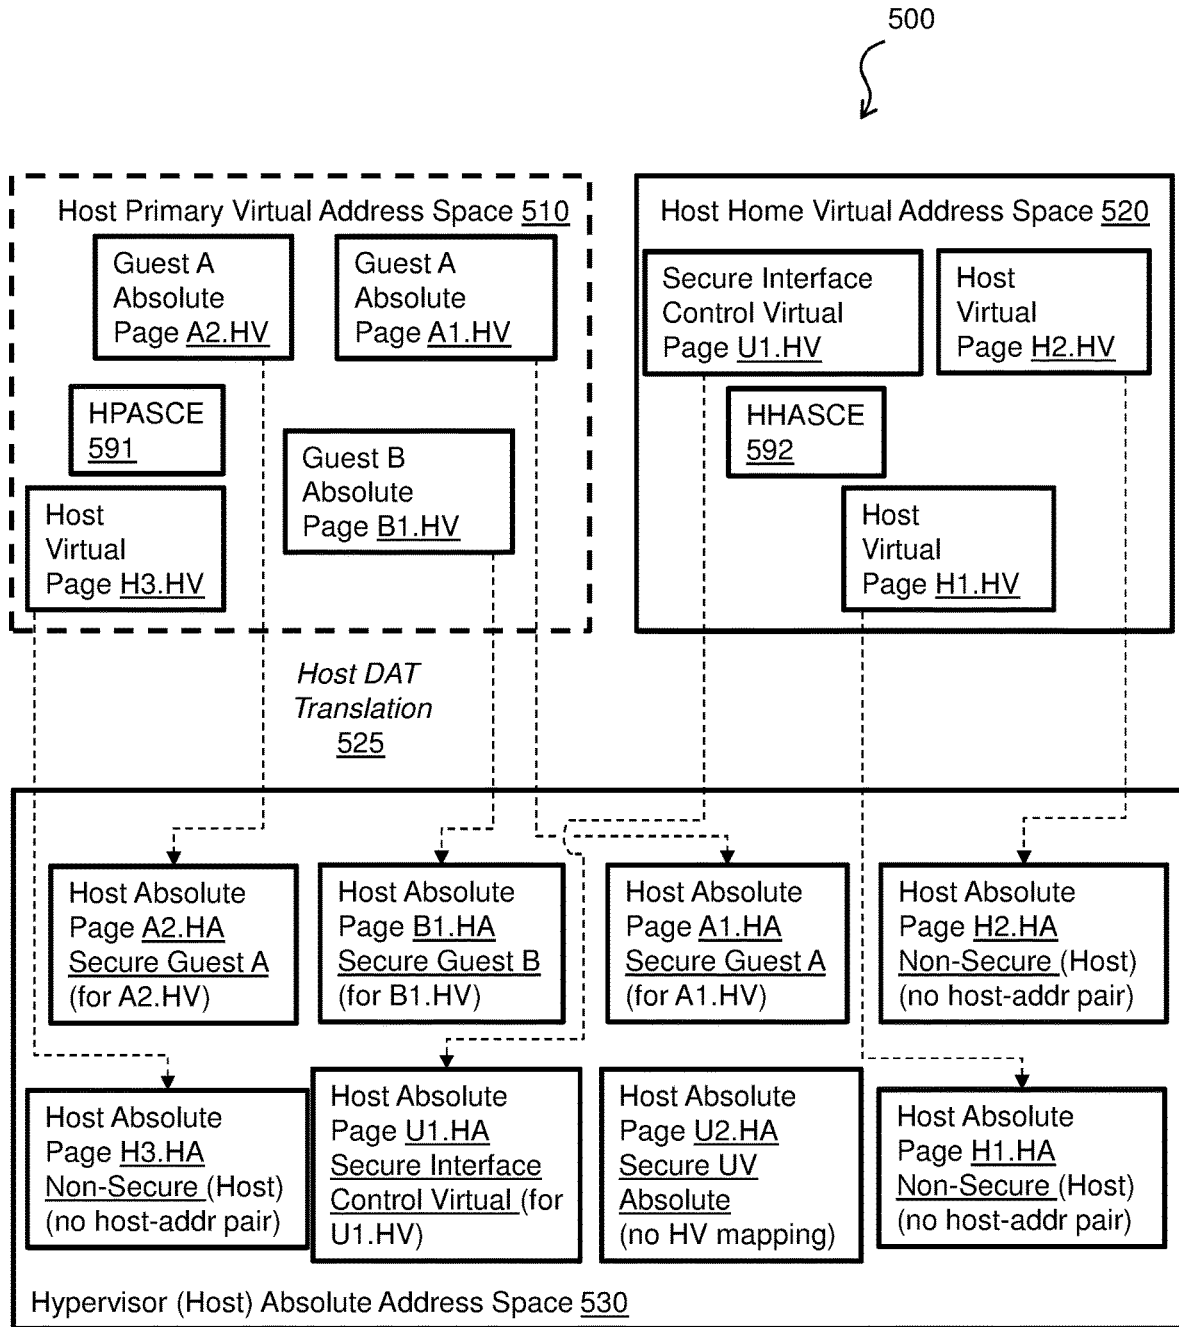 500
Host Primary Virtual Address Space 510
Guest A
Absolute
Page A2.HV
Guest A
Absolute
Page A1.HV
HPASCE
591
Guest B
Absolute
Page B1.HV
Host
Virtual
Page H3.HV
Host Home Virtual Address Space 520
Secure Interface
Control Virtual
Page U1.HV
Host
Virtual
Page H2.HV
HHASCE
592
Host
Virtual
Page H1.HV
Host DAT
Translation
525
Host Absolute
Page A2.HA
Secure Guest A
(for A2.HV)
Host Absolute
Page B1.HA
Secure Guest B
(for B1.HV)
Host Absolute
Page A1.HA
Secure Guest A
(for A1.HV)
Host Absolute
Page H2.HA
Non-Secure (Host)
(no host-addr pair)
Host Absolute
Page H3.HA
Non-Secure (Host)
(no host-addr pair)
Host Absolute
Page U1.HA
Secure Interface
Control Virtual (for
U1.HV)
Host Absolute
Page U2.HA
Secure UV
Absolute
(no HV mapping)
Host Absolute
Page H1.HA
Non-Secure (Host)
(no host-addr pair)
Hypervisor (Host) Absolute Address Space 530